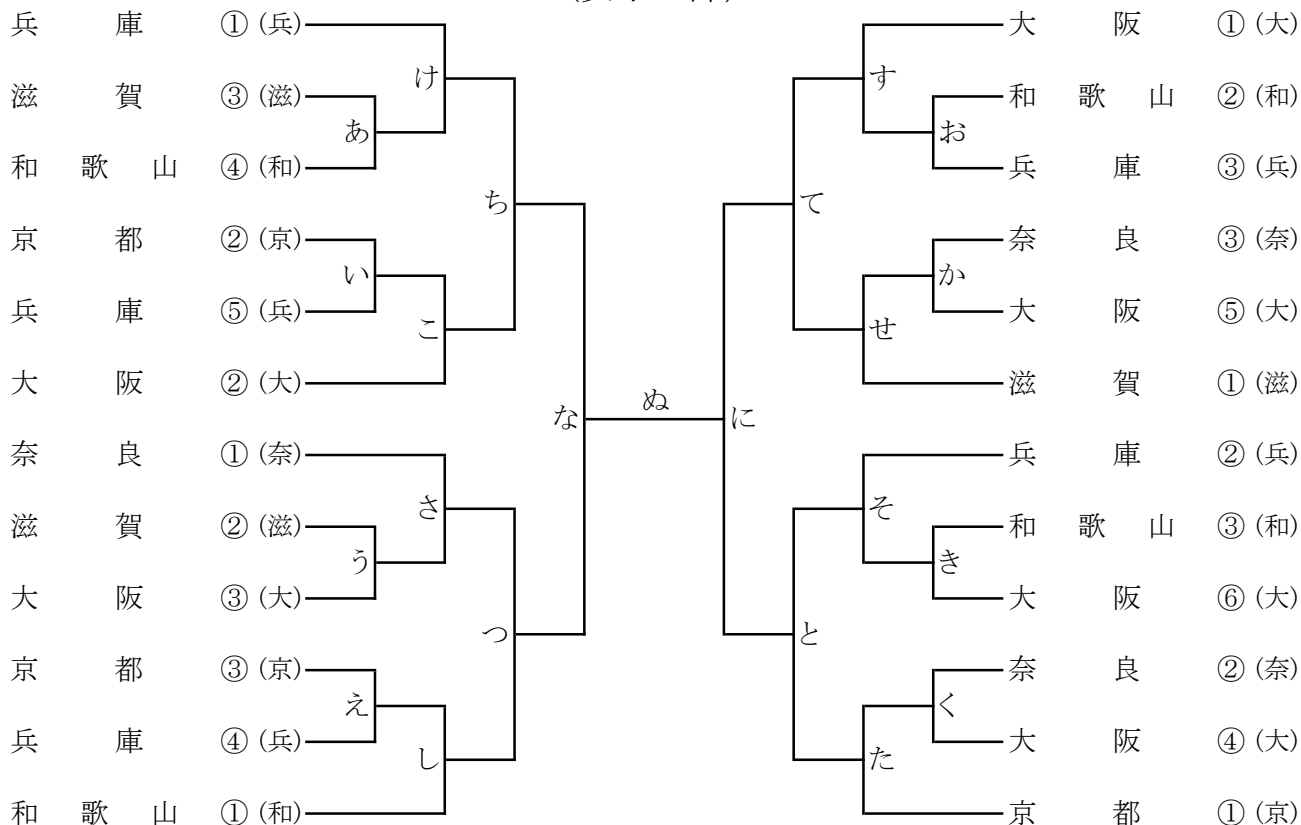 兵庫 ① (兵) 大阪 ① (大)
け す
滋賀 ③ (滋) 和歌山 ② (和)
あ お
和歌山 ④ (和) 兵庫 ③ (兵)
ち て
京都 ② (京) 奈良 ③ (奈)
い か
兵庫 ⑤ (兵) 大阪 ⑤ (大)
こ せ
大阪 ② (大) 滋賀 ① (滋)
な ぬ に
奈良 ① (奈) 兵庫 ② (兵)
さ そ
滋賀 ② (滋) 和歌山 ③ (和)
う き
大阪 ③ (大) 大阪 ⑥ (大)
つ と
京都 ③ (京) 奈良 ② (奈)
え く
兵庫 ④ (兵) 大阪 ④ (大)
し た
和歌山 ① (和) 京都 ① (京)